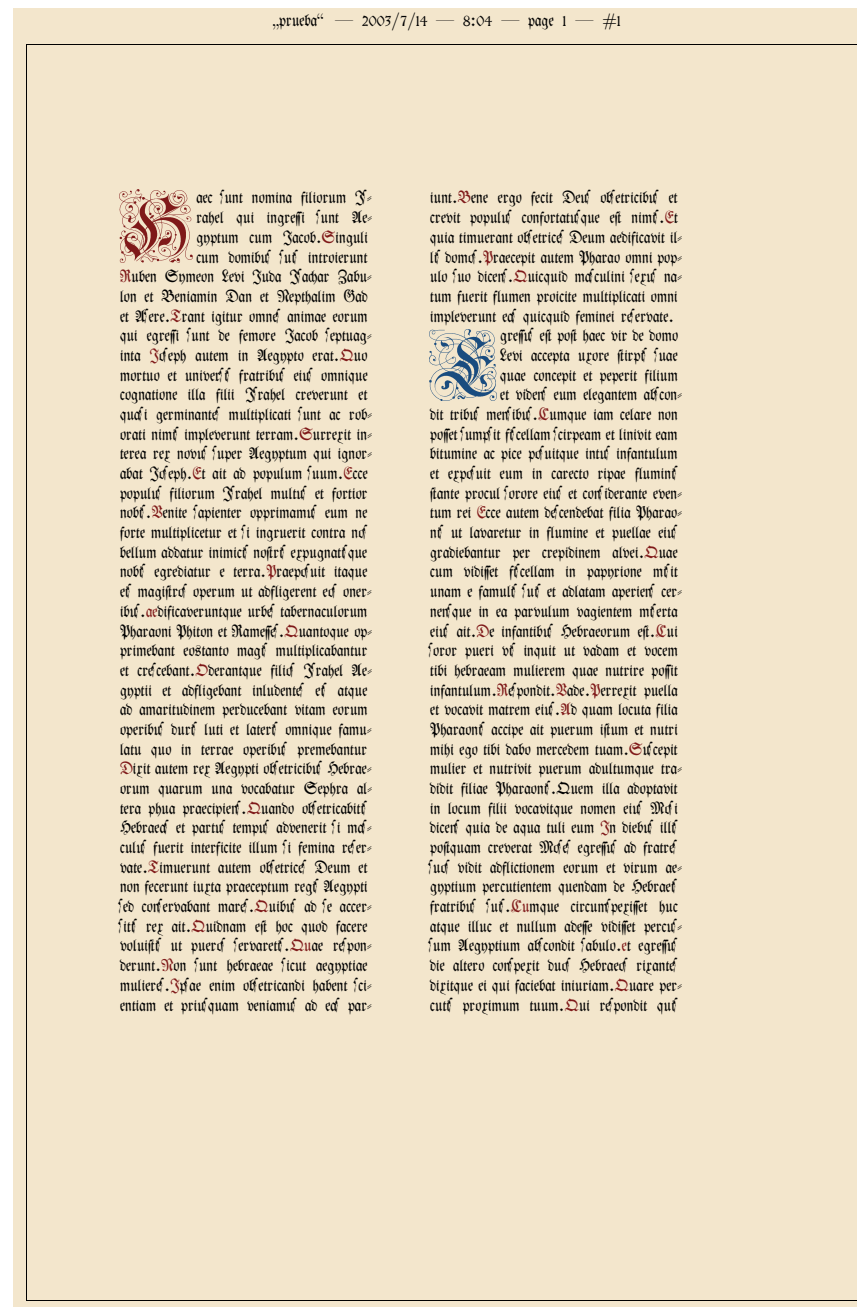 „prueba“ — 2003/7/14 — 8:04 — page 1 — #1
Haec sunt nomina filiorum Is-
rahel qui ingressi sunt Ae-
gyptum cum Jacob.Singuli
cum domibus suis introierunt
Ruben Symeon Levi Juda Isachar Zabu-
lon et Beniamin Dan et Nepthalim Gad
et Aser.Erant igitur omnes animae eorum
qui egressi sunt de femore Jacob septuag-
inta Joseph autem in Aegypto erat.Quo
mortuo et universis fratribus eius omnique
cognatione illa filii Israhel creverunt et
quasi germinantes multiplicati sunt ac rob-
orati nimis impleverunt terram.Surrexit in-
terea rex novus super Aegyptum qui ignor-
abat Joseph.Et ait ad populum suum.Ecce
populus filiorum Israhel multus et fortior
nobis.Venite sapienter opprimamus eum ne
forte multiplicetur et si ingruerit contra nos
bellum addatur inimicis nostris expugnatisque
nobis egrediatur e terra.Praeposuit itaque
eis magistros operum ut adfligerent eos oner-
ibus.aedificaveruntque urbes tabernaculorum
Pharaoni Phiton et Ramesses.Quantoque op-
primebant eostanto magis multiplicabantur
et crescebant.Oderantque filios Israhel Ae-
gyptii et adfligebant inludentes eis atque
ad amaritudinem perducebant vitam eorum
operibus duris luti et lateris omnique famu-
latu quo in terrae operibus premebantur
Dixit autem rex Aegypti obsetricibus Hebrae-
orum quarum una vocabatur Sephra al-
tera phua praecipiens.Quando obsetricabitis
Hebraeas et partus tempus advenerit si mas-
culus fuerit interficite illum si femina reser-
vate.Timuerunt autem obsetrices Deum et
non fecerunt iuxta praeceptum regis Aegypti
sed conservabant mares.Quibus ad se accer-
sitis rex ait.Quidnam est hoc quod facere
voluistis ut pueros servaretis.Quae respon-
derunt.Non sunt hebraeae sicut aegyptiae
mulieres.Ipsae enim obsetricandi habent sci-
entiam et priusquam veniamus ad eas par-
iunt.Bene ergo fecit Deus obsetricibus et
crevit populus confortatusque est nimis.Et
quia timuerant obsetrices Deum aedificavit il-
lis domos.Praecepit autem Pharao omni pop-
ulo suo dicens.Quicquid masculini sexus na-
tum fuerit flumen proicite multiplicati omni
impleverunt eas quicquid feminei reservate.
Egressus est post haec vir de domo
Levi accepta uxore stirpis suae
quae concepit et peperit filium
et videns eum elegantem abscon-
dit tribus mensibus.Cumque iam celare non
posset sumpsit fiscellam scirpeam et linivit eam
bitumine ac pice posuitque intus infantulum
et exposuit eum in carecto ripae fluminis
stante procul sorore eius et considerante even-
tum rei Ecce autem descendebat filia Pharao-
nis ut lavaretur in flumine et puellae eius
gradiebantur per crepidinem alvei.Quae
cum vidisset fiscellam in papyrione misit
unam e famulis suis et adlatam aperiens cer-
nensque in ea parvulum vagientem miserta
eius ait.De infantibus Hebraeorum est.Cui
soror pueri vis inquit ut vadam et vocem
tibi hebraeam mulierem quae nutrire possit
infantulum.Respondit.Vade.Perrexit puella
et vocavit matrem eius.Ad quam locuta filia
Pharaonis accipe ait puerum istum et nutri
mihi ego tibi dabo mercedem tuam.Suscepit
mulier et nutrivit puerum adultumque tra-
didit filiae Pharaonis.Quem illa adoptavit
in locum filii vocavitque nomen eius Mosi
dicens quia de aqua tuli eum In diebus illis
postquam creverat Moses egressus ad fratres
suos vidit adflictionem eorum et virum ae-
gyptium percutientem quendam de Hebraeis
fratribus suis.Cumque circumspexisset huc
atque illuc et nullum adesse vidisset percus-
sum Aegyptium abscondit sabulo.et egressus
die altero conspexit duos Hebraeos rixantes
dixitque ei qui faciebat iniuriam.Quare per-
cutis proximum tuum.Qui respondit quis